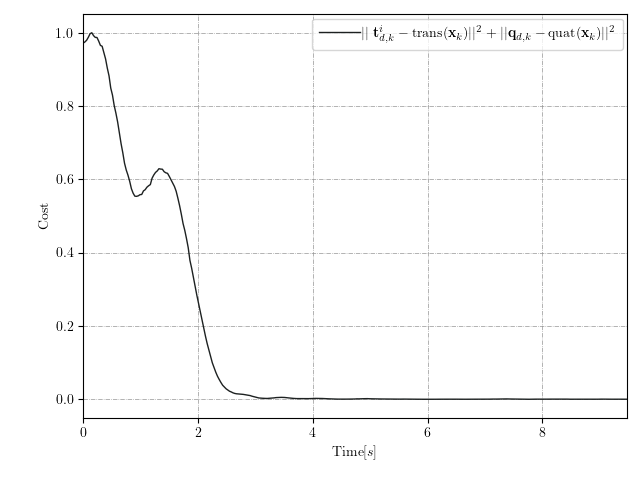 || t^i_{d,k} − trans(x_k)||² + ||q_{d,k} − quat(x_k)||²
1.0
0.8
0.6
0.4
0.2
0.0
Cost
0 2 4 6 8
Time[s]